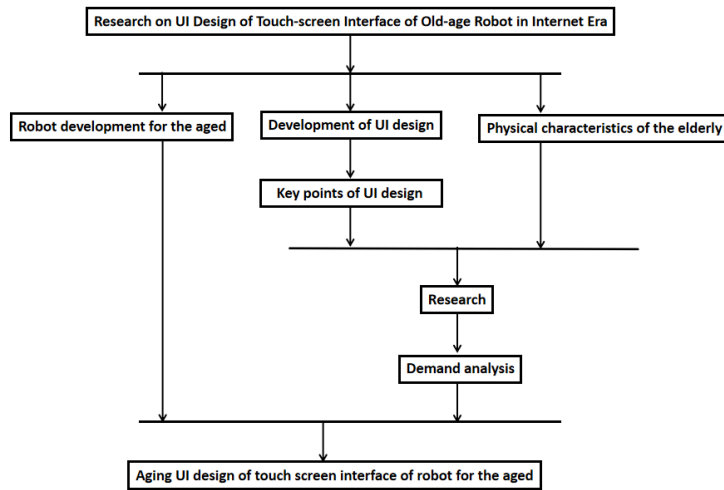 Research on UI Design of Touch-screen Interface of Old-age Robot in Internet Era
Robot development for the aged
Development of UI design
Physical characteristics of the elderly
Key points of UI design
Research
Demand analysis
Aging UI design of touch screen interface of robot for the aged